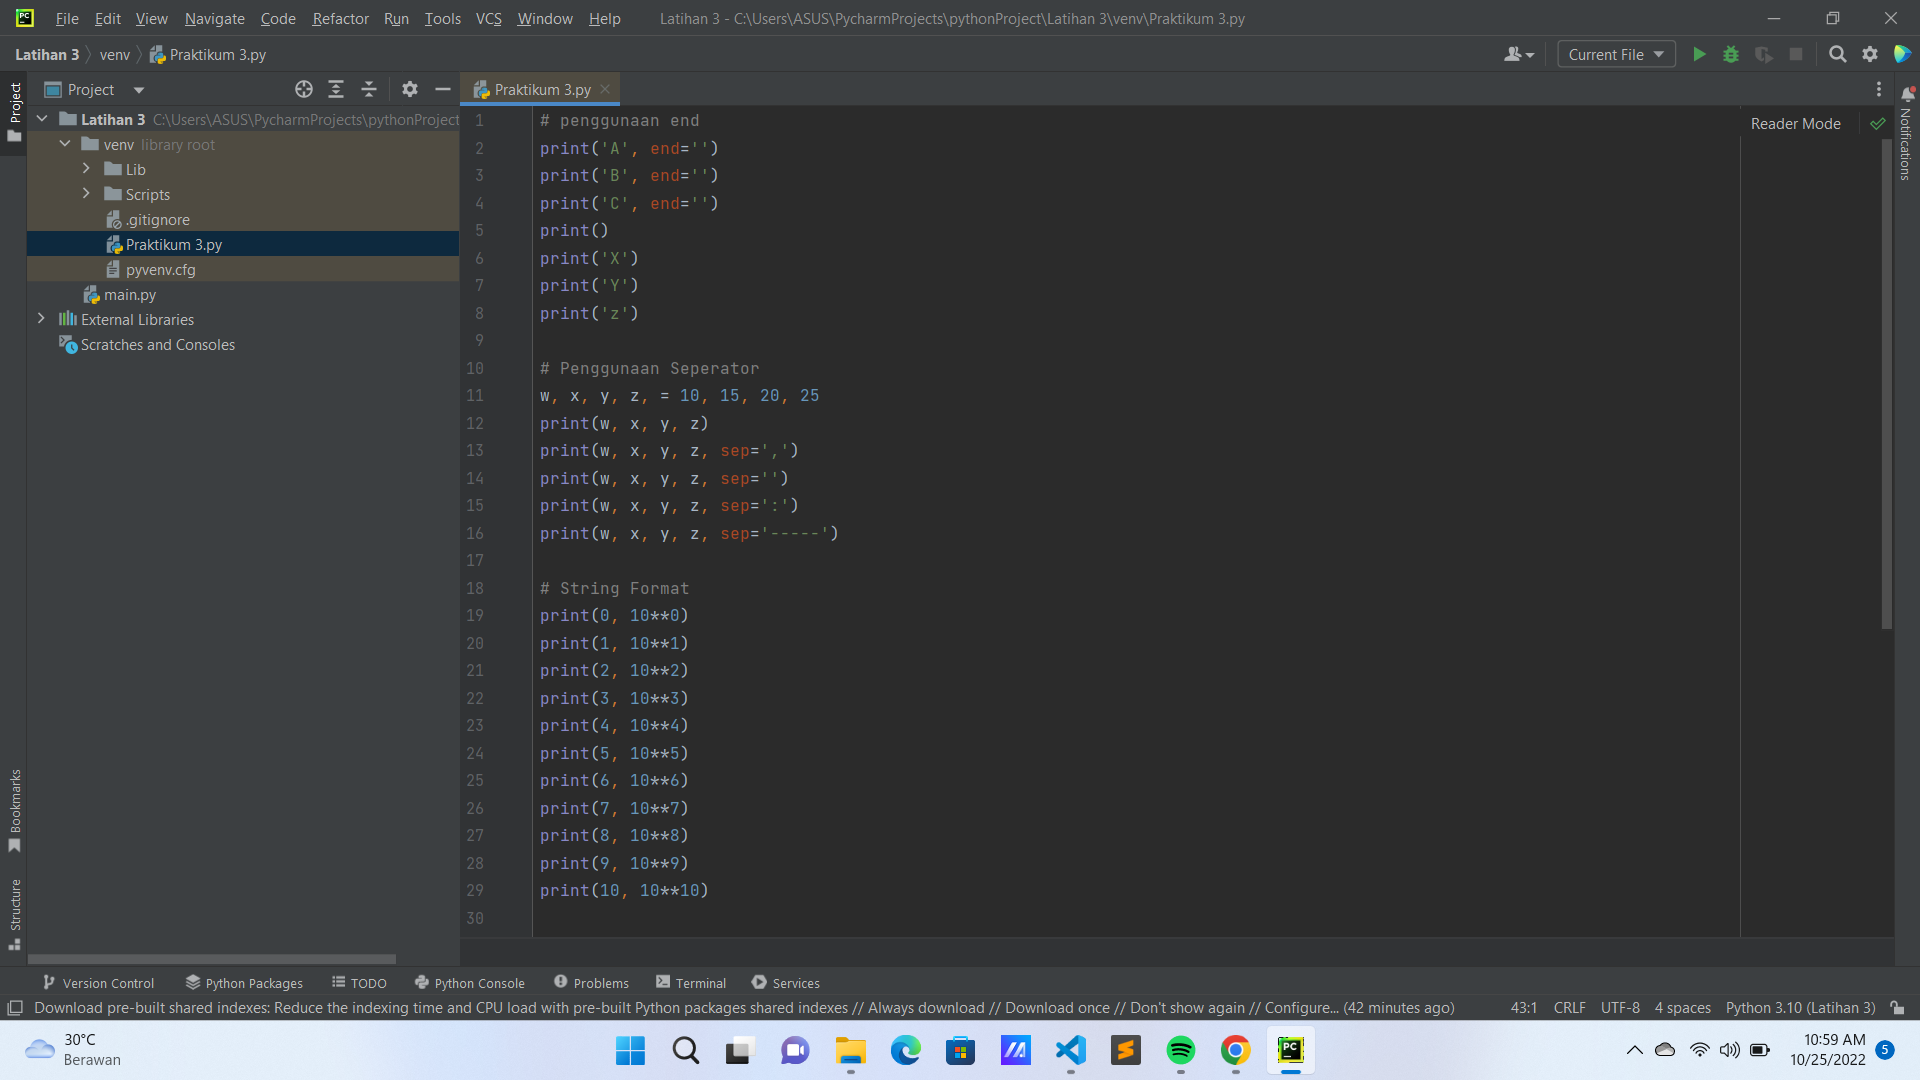 PC File Edit View Navigate Code Refactor Run Tools VCS Window Help Latihan 3 - C:\Users\ASUS\PycharmProjects\pythonProject\Latihan 3\venv\Praktikum 3.py
Latihan 3 venv Praktikum 3.py Current File
Project
Project
Praktikum 3.py
Notifications
Reader Mode
Latihan 3 C:\Users\ASUS\PycharmProjects\pythonProject
venv library root
Lib
Scripts
.gitignore
Praktikum 3.py
pyvenv.cfg
main.py
External Libraries
Scratches and Consoles
1 # penggunaan end
2 print('A', end='')
3 print('B', end='')
4 print('C', end='')
5 print()
6 print('X')
7 print('Y')
8 print('z')
9
10 # Penggunaan Seperator
11 w, x, y, z, = 10, 15, 20, 25
12 print(w, x, y, z)
13 print(w, x, y, z, sep=',')
14 print(w, x, y, z, sep='')
15 print(w, x, y, z, sep=':')
16 print(w, x, y, z, sep='-----')
17
18 # String Format
19 print(0, 10**0)
20 print(1, 10**1)
21 print(2, 10**2)
22 print(3, 10**3)
23 print(4, 10**4)
24 print(5, 10**5)
25 print(6, 10**6)
26 print(7, 10**7)
27 print(8, 10**8)
28 print(9, 10**9)
29 print(10, 10**10)
30
Bookmarks
Structure
Version Control Python Packages TODO Python Console Problems Terminal Services
Download pre-built shared indexes: Reduce the indexing time and CPU load with pre-built Python packages shared indexes // Always download // Download once // Don't show again // Configure... (42 minutes ago) 43:1 CRLF UTF-8 4 spaces Python 3.10 (Latihan 3)
30°C
Berawan
PC
10:59 AM
10/25/2022
5